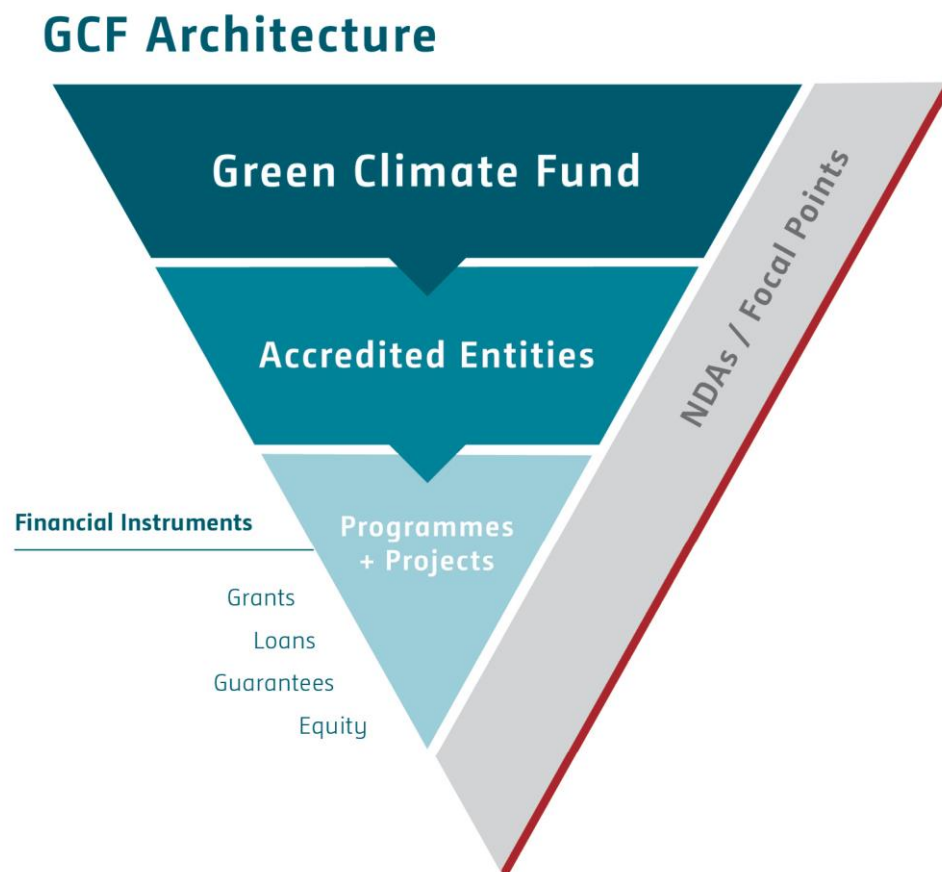 GCF Architecture
Green Climate Fund
NDAs / Focal Points
Accredited Entities
Financial Instruments
Programmes
+ Projects
Grants
Loans
Guarantees
Equity